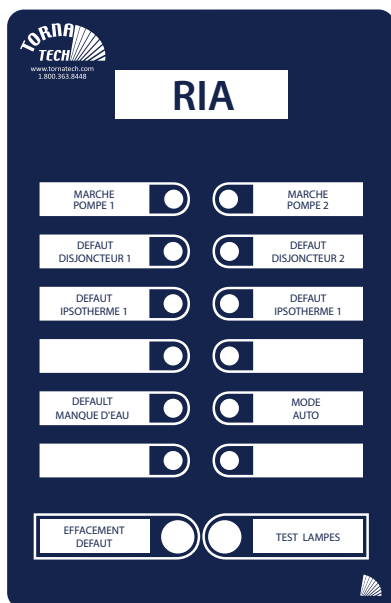 TORNA
TECH
www.tornatech.com
1.800.363.8448
RIA
MARCHE
POMPE 1
MARCHE
POMPE 2
DEFAUT
DISJONCTEUR 1
DEFAUT
DISJONCTEUR 2
DEFAUT
IPSOTHERME 1
DEFAUT
IPSOTHERME 1
DEFAULT
MANQUE D'EAU
MODE
AUTO
EFFACEMENT
DEFAUT
TEST LAMPES